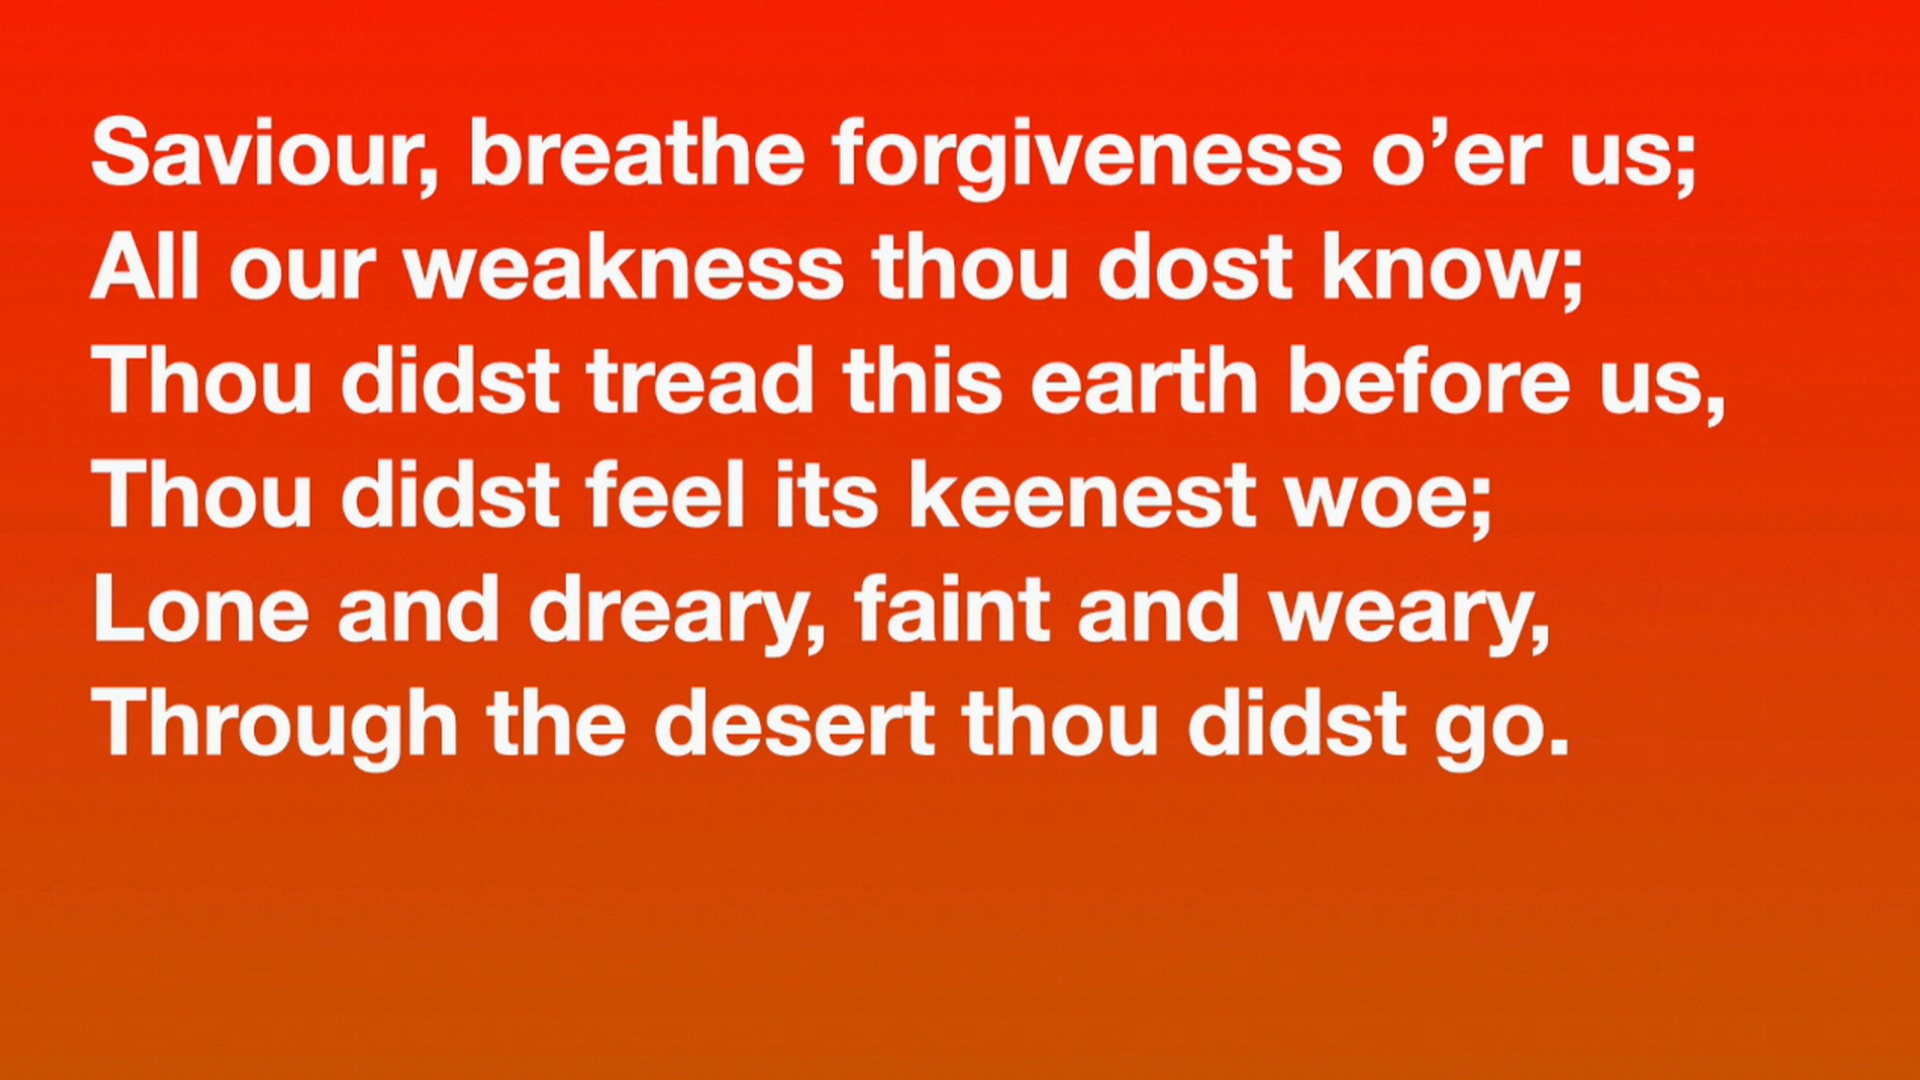 Saviour, breathe forgiveness o’er us;
All our weakness thou dost know;
Thou didst tread this earth before us,
Thou didst feel its keenest woe;
Lone and dreary, faint and weary,
Through the desert thou didst go.